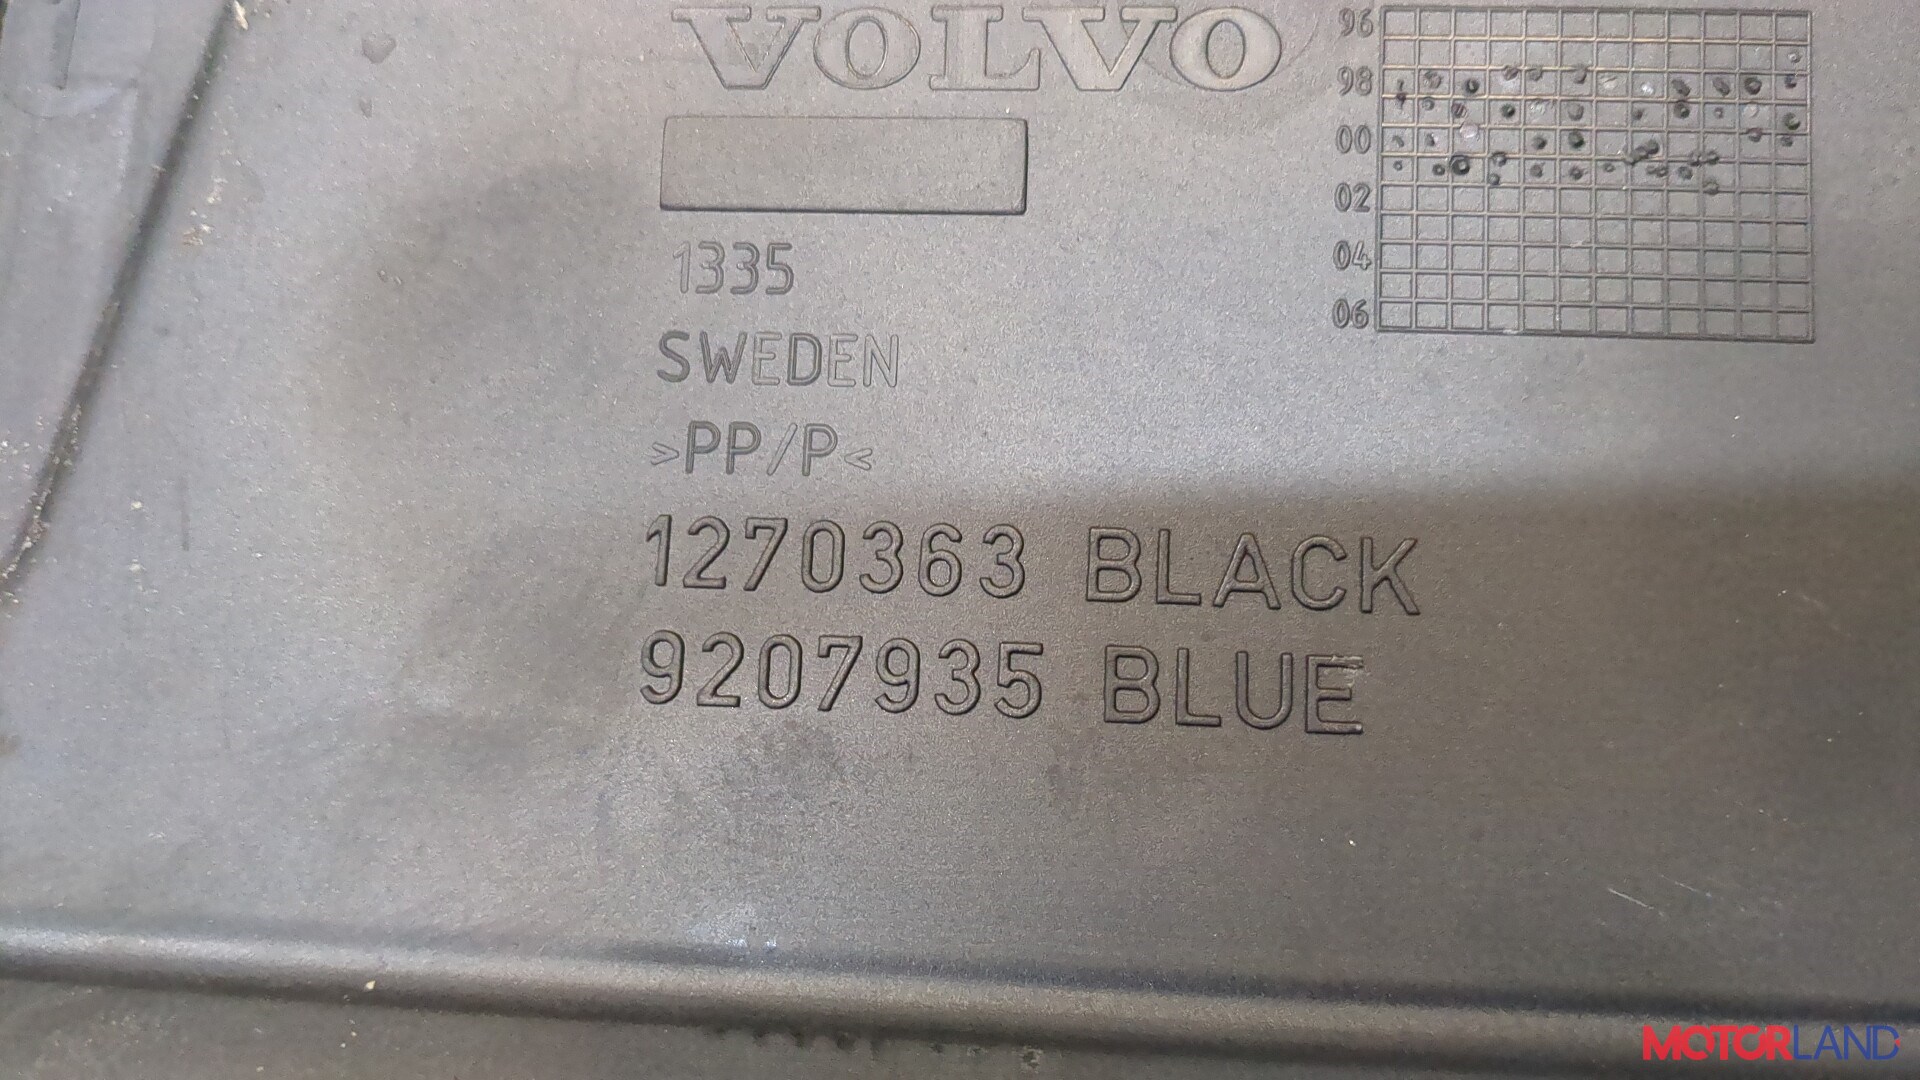 VOLVO
96
98
00
02
04
06
1335
SWEDEN
>PP/P<
1270363 BLACK
9207935 BLUE
MOTORLAND